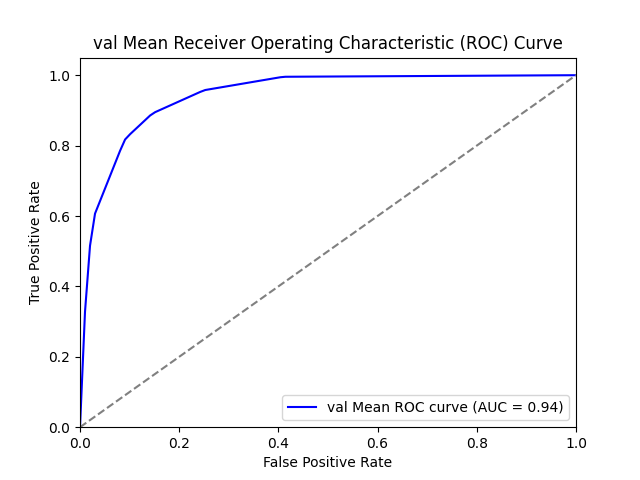 val Mean Receiver Operating Characteristic (ROC) Curve
1.0
0.8
0.6
0.4
0.2
0.0
True Positive Rate
val Mean ROC curve (AUC = 0.94)
0.0 0.2 0.4 0.6 0.8 1.0
False Positive Rate